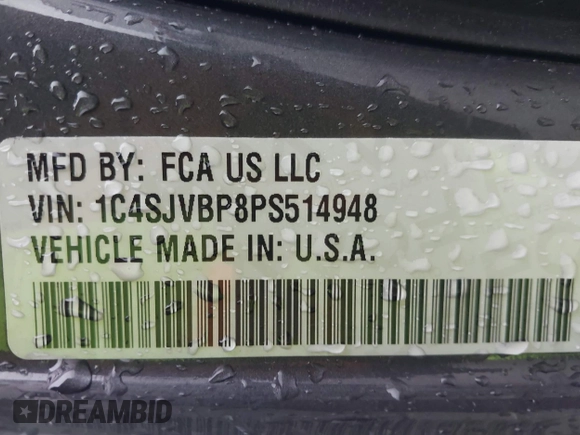 MFD BY: FCA US LLC
VIN: 1C4SJVBP8PS514948
VEHICLE MADE IN: U.S.A.
DREAMBID